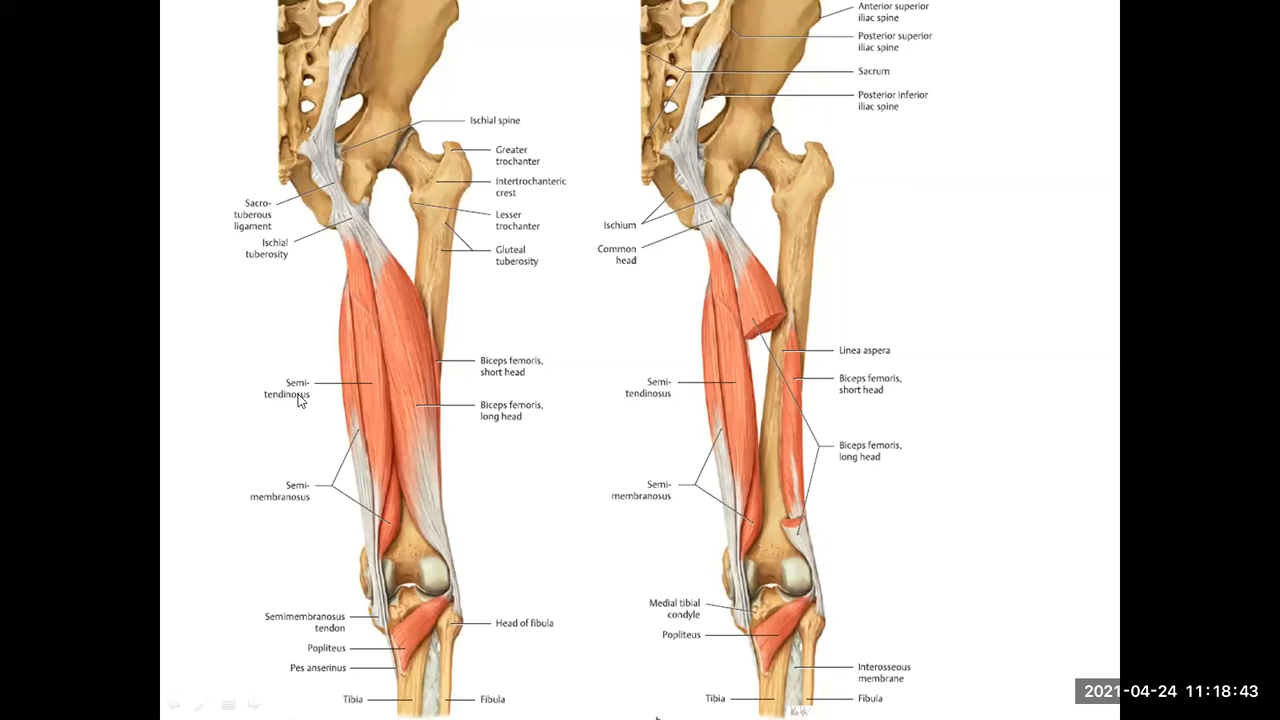 Ischial spine
Greater
trochanter
Intertrochanteric
crest
Lesser
trochanter
Gluteal
tuberosity
Sacro-
tuberous
ligament
Ischial
tuberosity
Biceps femoris,
short head
Semi-
tendinosus
Biceps femoris,
long head
Semi-
membranosus
Semimembranosus
tendon
Head of fibula
Popliteus
Pes anserinus
Tibia
Fibula
Anterior superior
iliac spine
Posterior superior
iliac spine
Sacrum
Posterior inferior
iliac spine
Ischium
Common
head
Linea aspera
Semi-
tendinosus
Biceps femoris,
short head
Biceps femoris,
long head
Semi-
membranosus
Medial tibial
condyle
Popliteus
Interosseous
membrane
Tibia
Fibula
2021-04-24 11:18:43